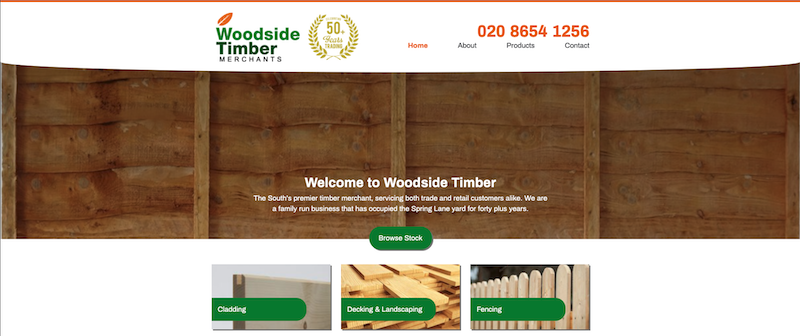 Woodside
Timber
MERCHANTS
50+
Years
TRADING
020 8654 1256
Home About Products Contact
Welcome to Woodside Timber
The South's premier timber merchant, servicing both trade and retail customers alike. We are
a family run business that has occupied the Spring Lane yard for forty plus years.
Browse Stock
Cladding
Decking & Landscaping
Fencing